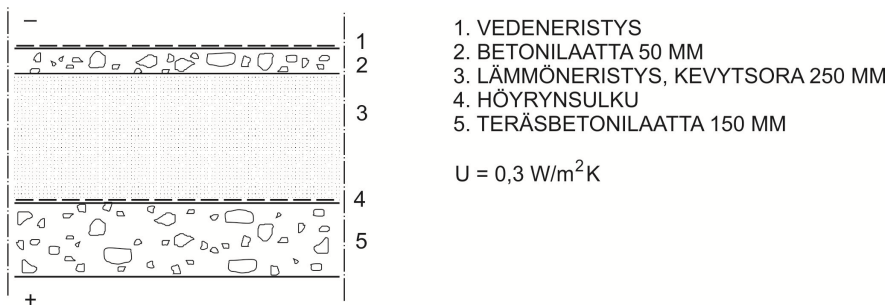 −
1
2
3
4
5
+
1. VEDENERISTYS
2. BETONILAATTA 50 MM
3. LÄMMÖNERISTYS, KEVYTSORA 250 MM
4. HÖYRYNSULKU
5. TERÄSBETONILAATTA 150 MM
U = 0,3 W/m²K